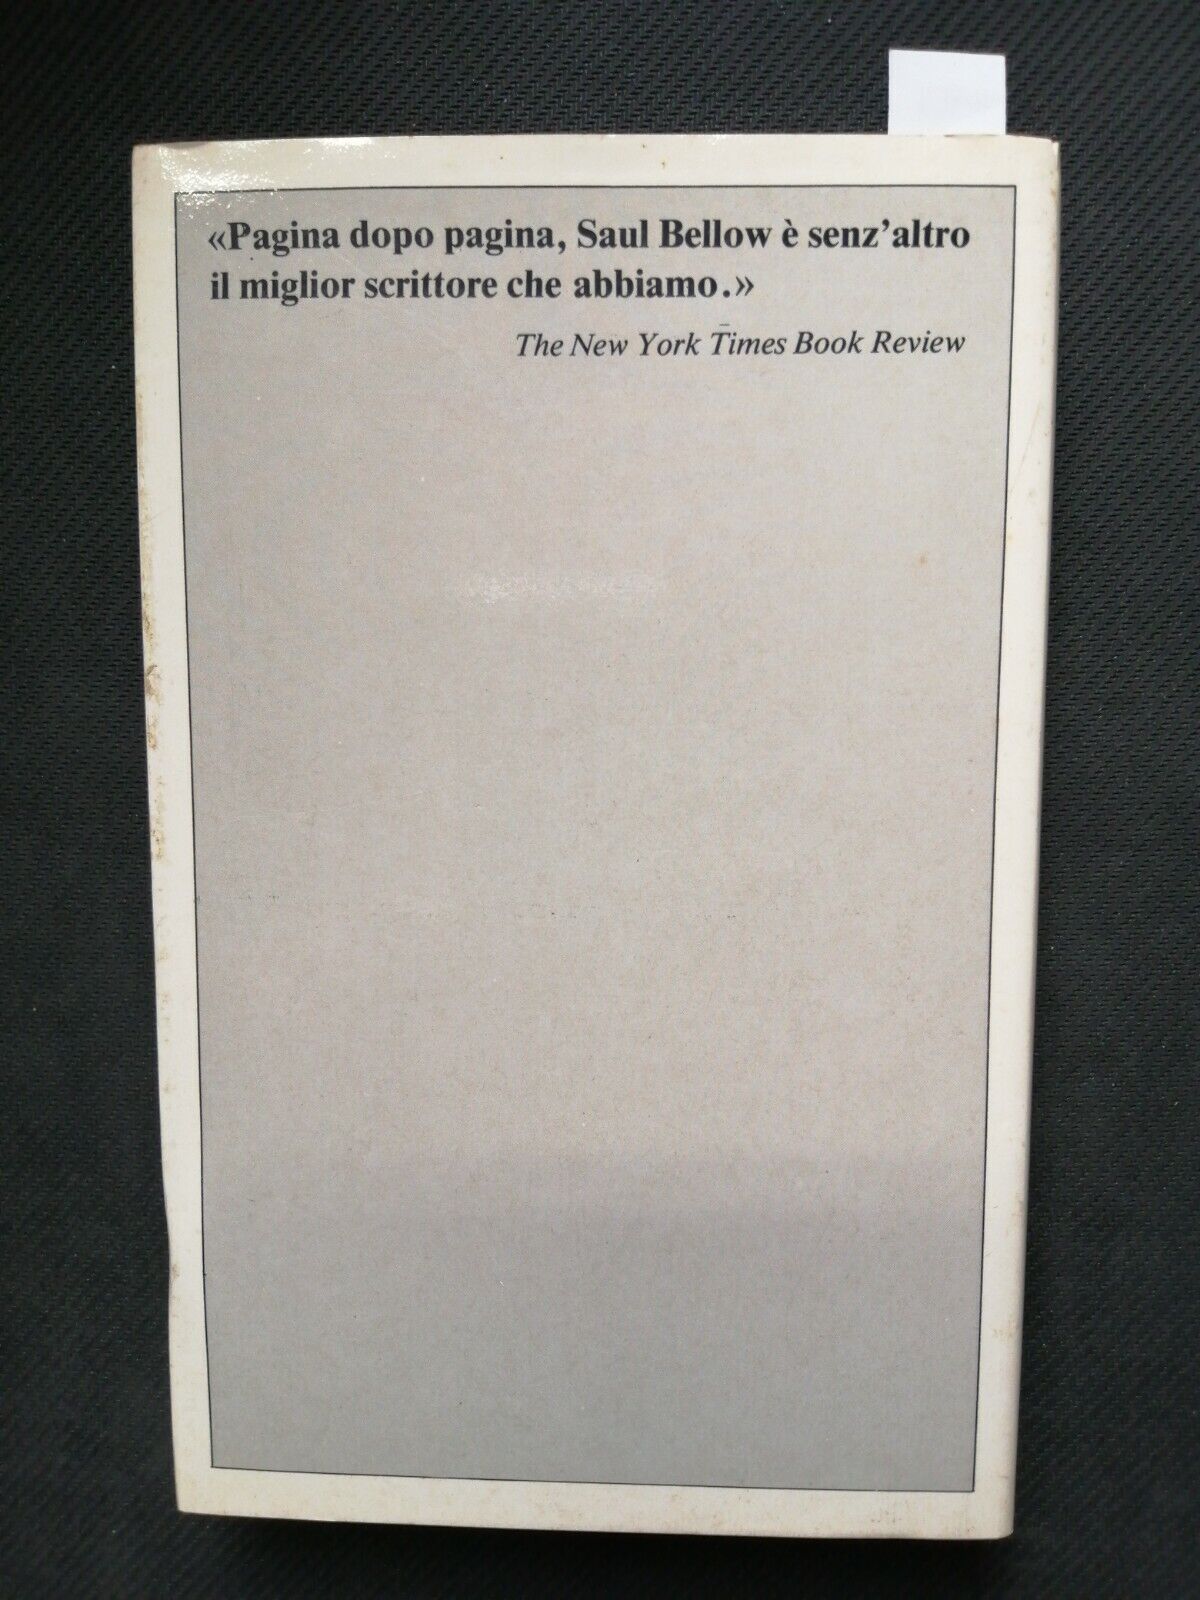 «Pagina dopo pagina, Saul Bellow è senz’altro
il miglior scrittore che abbiamo.»
The New York Times Book Review